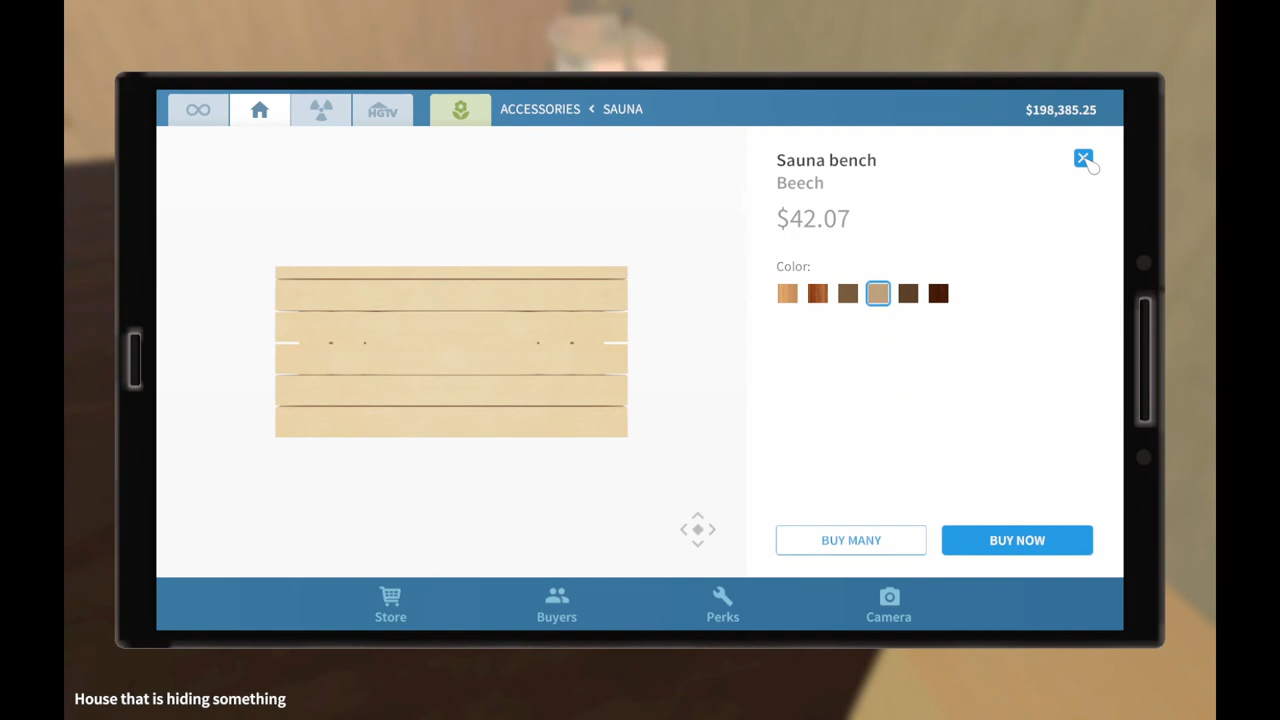 HGTV
ACCESSORIES < SAUNA
$198,385.25
Sauna bench
Beech
$42.07
Color:
BUY MANY
BUY NOW
Store
Buyers
Perks
Camera
House that is hiding something